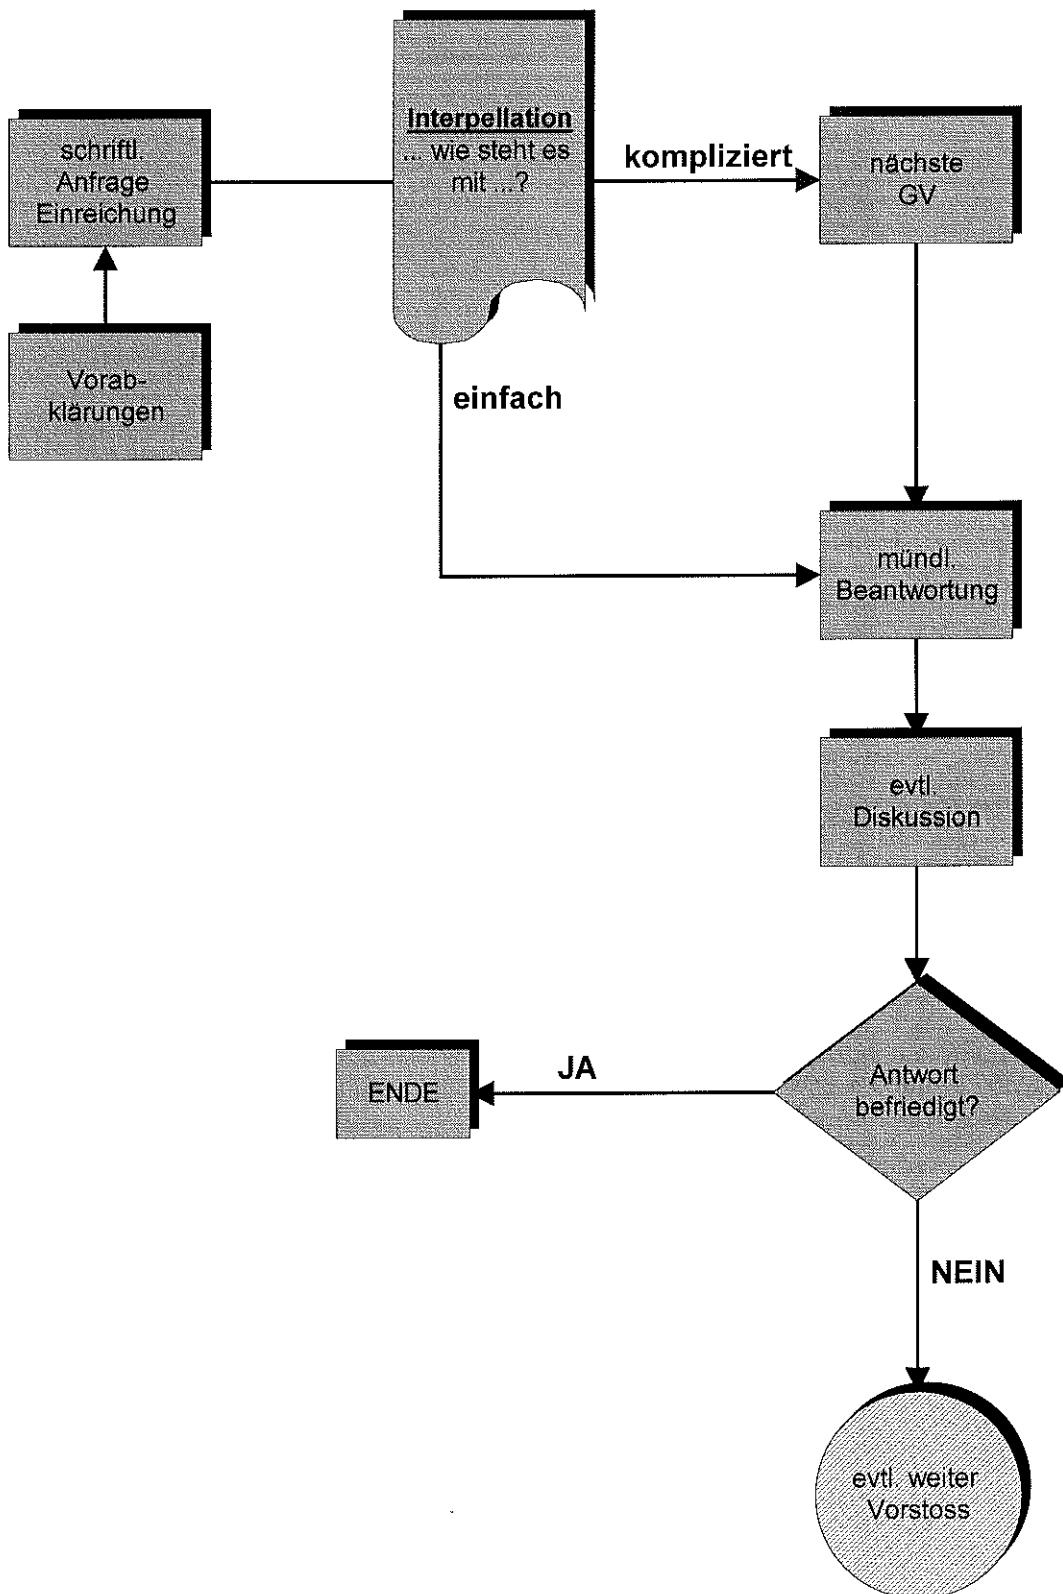 Interpellation
... wie steht es
mit ...?
schriftl.
Anfrage
Einreichung
kompliziert
nächste
GV
Vorab-
klärungen
einfach
mündl.
Beantwortung
evtl.
Diskussion
Antwort
befriedigt?
JA
ENDE
NEIN
evtl. weiter
Vorstoss